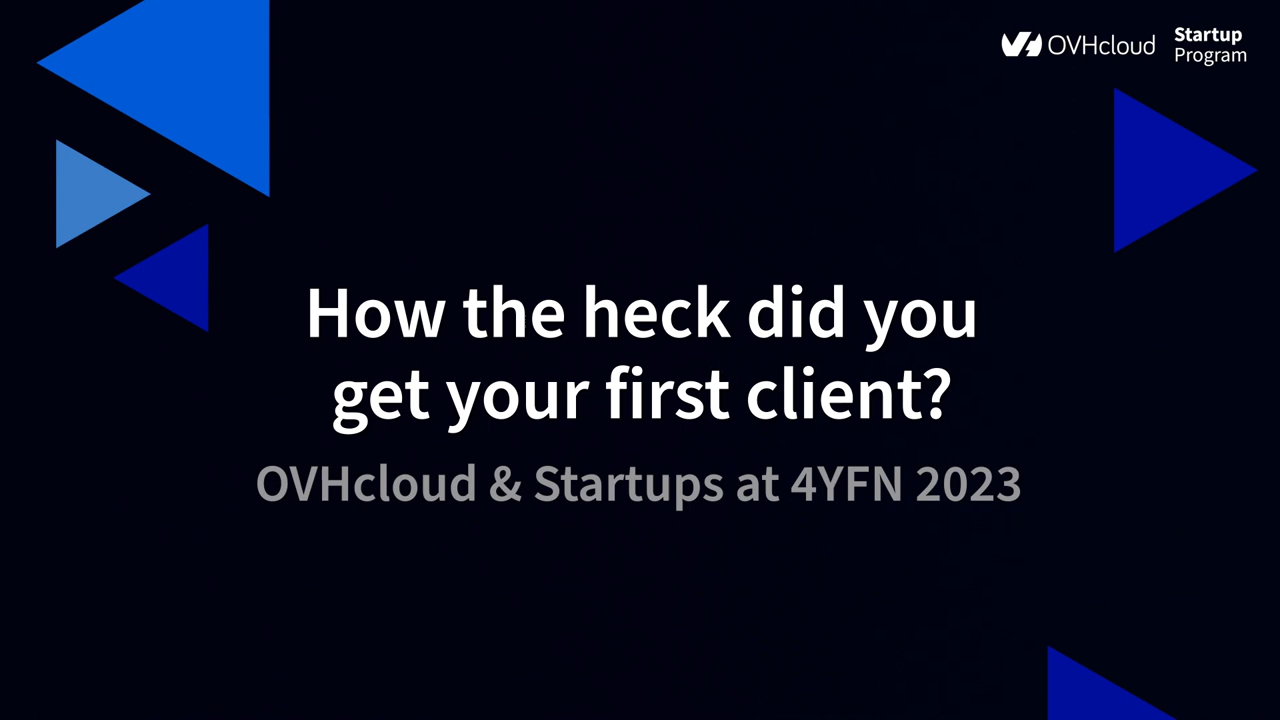 OVHcloud
Startup
Program
How the heck did you
get your first client?
OVHcloud & Startups at 4YFN 2023